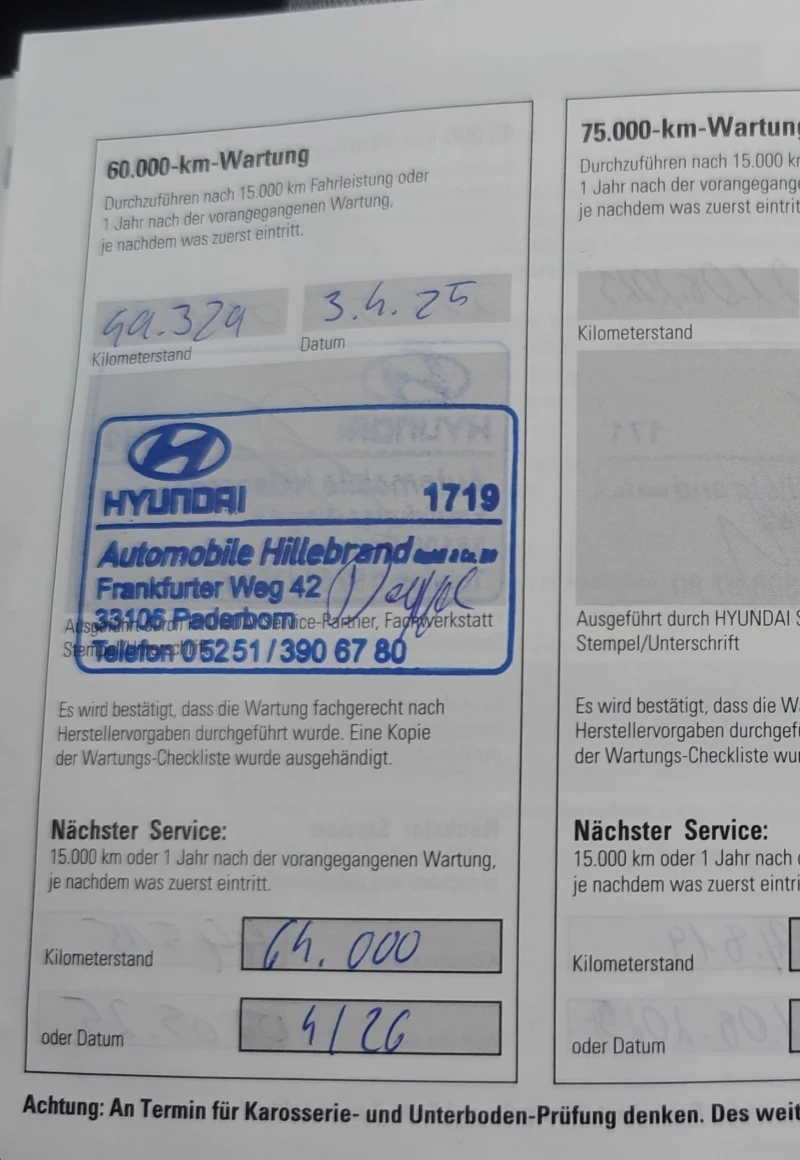 60.000-km-Wartung
Durchzuführen nach 15.000 km Fahrleistung oder
1 Jahr nach der vorangegangenen Wartung,
je nachdem was zuerst eintritt.
49.329
3.4.25
Kilometerstand
Datum
HYUNDAI
1719
Automobile Hillebrand
Frankfurter Weg 42
33106 Paderborn
Telefon 05251/390 67 80
Service-Partner, Fachwerkstatt
Es wird bestätigt, dass die Wartung fachgerecht nach
Herstellervorgaben durchgeführt wurde. Eine Kopie
der Wartungs-Checkliste wurde ausgehändigt.
Nächster Service:
15.000 km oder 1 Jahr nach der vorangegangenen Wartung,
je nachdem was zuerst eintritt.
Kilometerstand
64.000
oder Datum
4/26
75.000-km-Wartung
Durchzuführen nach 15.000 k
1 Jahr nach der vorangegange
je nachdem was zuerst eintrit
Kilometerstand
Ausgeführt durch HYUNDAI S
Stempel/Unterschrift
Es wird bestätigt, dass die W
Herstellervorgaben durchgef
der Wartungs-Checkliste wu
Nächster Service:
15.000 km oder 1 Jahr nach
je nachdem was zuerst eintri
Kilometerstand
oder Datum
Achtung: An Termin für Karosserie- und Unterboden-Prüfung denken. Des weit